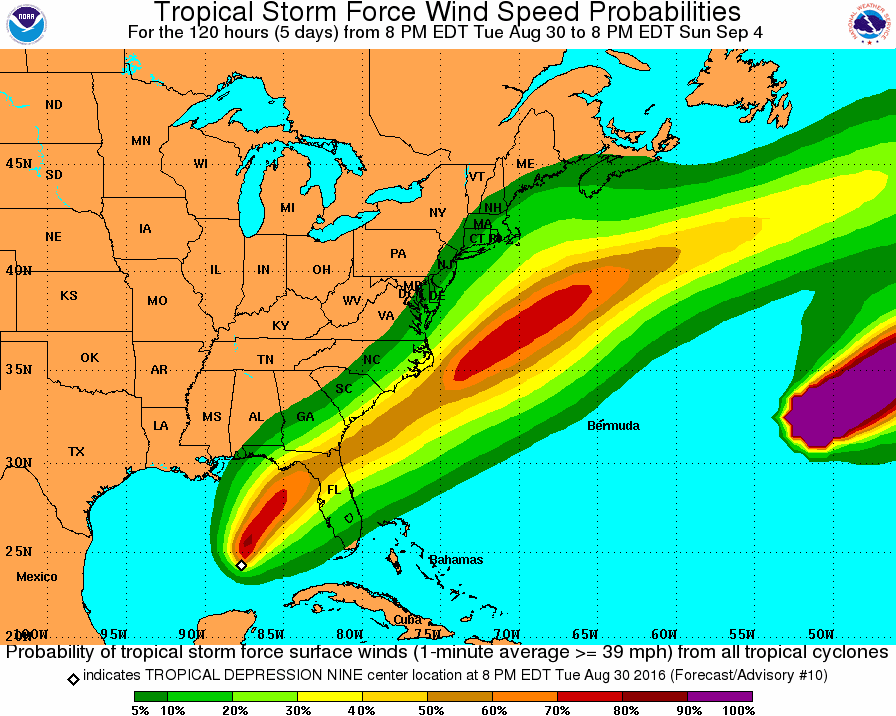 Tropical Storm Force Wind Speed Probabilities
For the 120 hours (5 days) from 8 PM EDT Tue Aug 30 to 8 PM EDT Sun Sep 4
NOAA
ND
MN
WI
MI
VT
ME
45N
SD
NH
NY
MA
CT RI
NE
IA
PA
NJ
40N
IL
IN
OH
MD
DC
DE
KS
MO
WV
VA
KY
OK
TN
NC
35N
AR
SC
MS
AL
GA
LA
Bermuda
TX
30N
FL
25N
Bahamas
Mexico
Cuba
20N
100W 95W 90W 85W 80W 75W 70W 65W 60W 55W 50W
Probability of tropical storm force surface winds (1-minute average >= 39 mph) from all tropical cyclones
indicates TROPICAL DEPRESSION NINE center location at 8 PM EDT Tue Aug 30 2016 (Forecast/Advisory #10)
5% 10% 20% 30% 40% 50% 60% 70% 80% 90% 100%